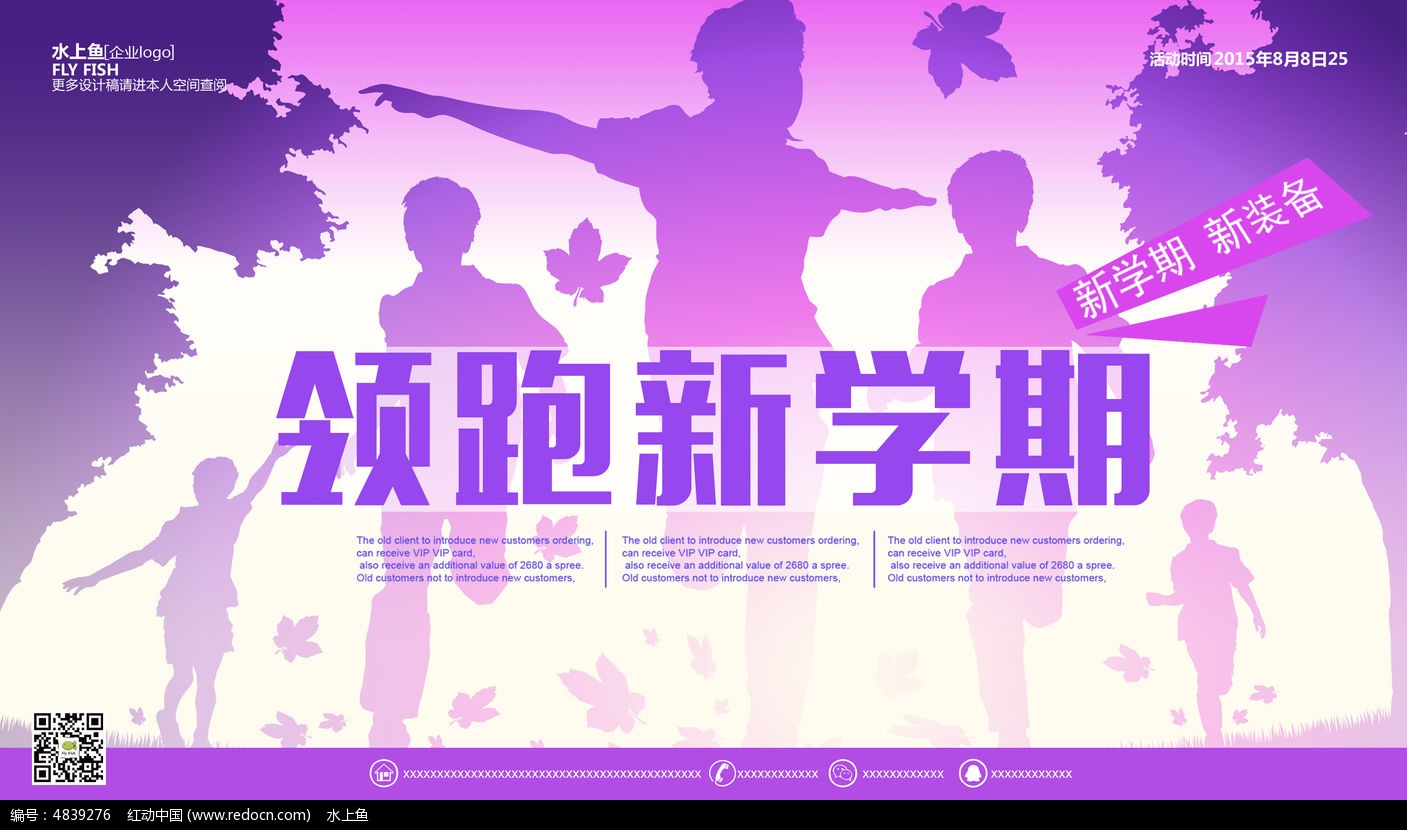 水上鱼[企业logo]
FLY FISH
更多设计稿请进本人空间查阅
活动时间2015年8月8日25
新学期 新装备
领跑新学期
The old client to introduce new customers ordering,
can receive VIP VIP card,
also receive an additional value of 2680 a spree.
Old customers not to introduce new customers,
The old client to introduce new customers ordering,
can receive VIP VIP card,
also receive an additional value of 2680 a spree.
Old customers not to introduce new customers,
The old client to introduce new customers ordering,
can receive VIP VIP card,
also receive an additional value of 2680 a spree.
Old customers not to introduce new customers,
Fly Fish
xxxxxxxxxxxxxxxxxxxxxxxxxxxxxxxxxxxxxxxxxxxx xxxxxxxxxxxx xxxxxxxxxxxx xxxxxxxxxxxx
编号：4839276 红动中国 (www.redocn.com) 水上鱼